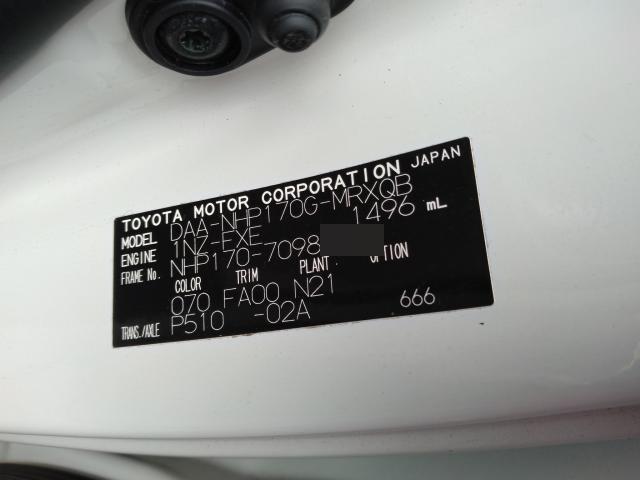 TOYOTA MOTOR CORPORATION JAPAN
MODEL DAA-NHP170G-MRXQB
ENGINE 1NZ-FXE 1496 mL
FRAME No. NHP170-7098
COLOR TRIM PLANT OPTION
070 FA00 N21
TRANS./AXLE P510 -02A 666